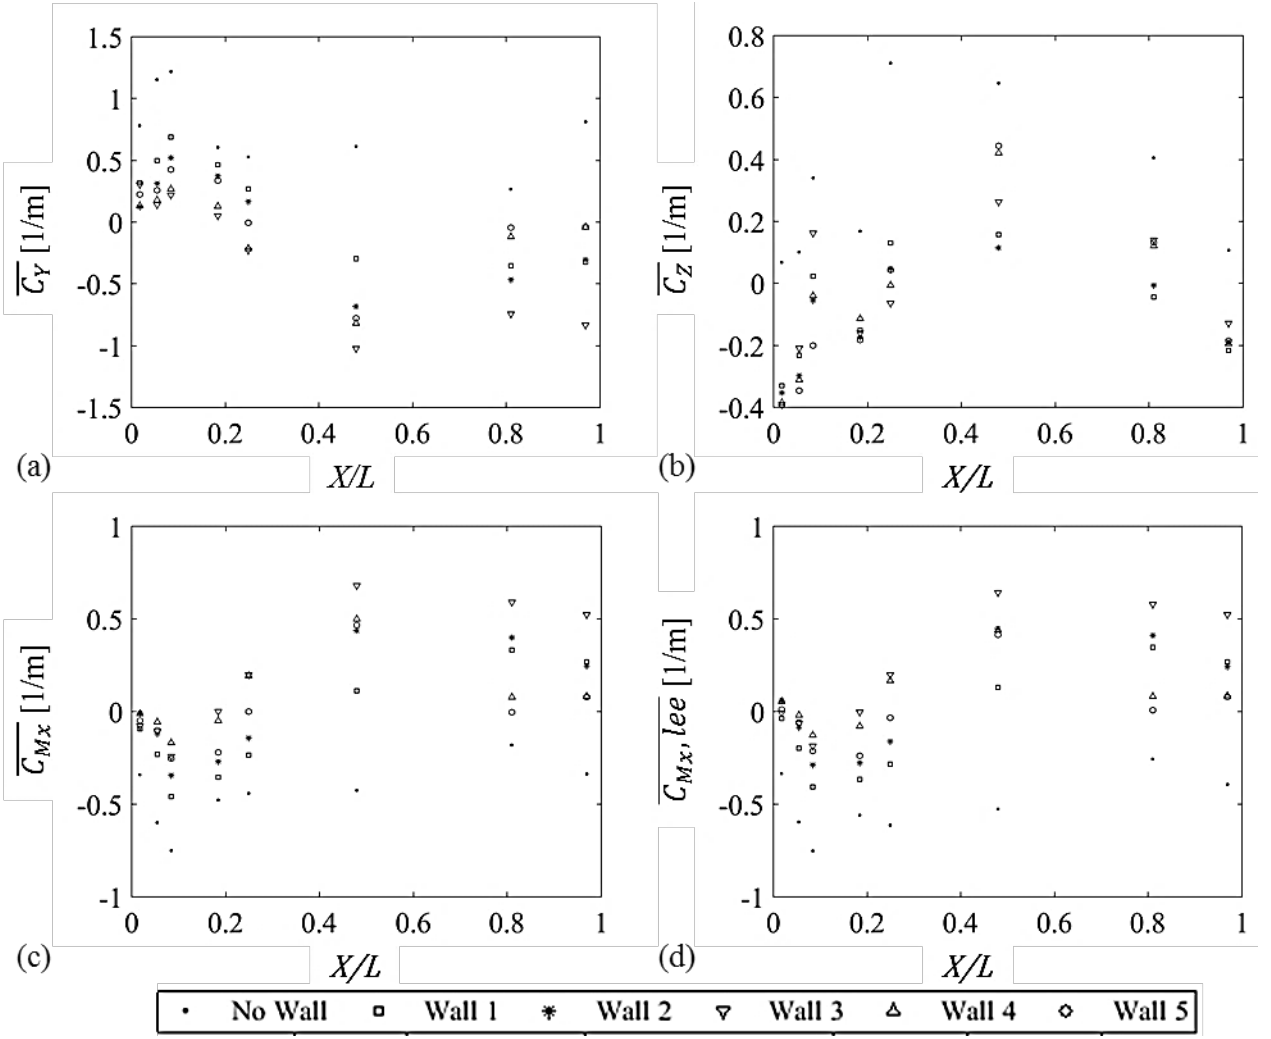 1.5
1
0.5
0
-0.5
-1
-1.5
C_Y [1/m]
0 0.2 0.4 0.6 0.8 1
(a)
X/L
0.8
0.6
0.4
0.2
0
-0.2
-0.4
C_Z [1/m]
0 0.2 0.4 0.6 0.8 1
(b)
X/L
1
0.5
0
-0.5
-1
C_Mx [1/m]
0 0.2 0.4 0.6 0.8 1
(c)
X/L
1
0.5
0
-0.5
-1
C_Mx,lee [1/m]
0 0.2 0.4 0.6 0.8 1
(d)
X/L
No Wall Wall 1 Wall 2 Wall 3 Wall 4 Wall 5